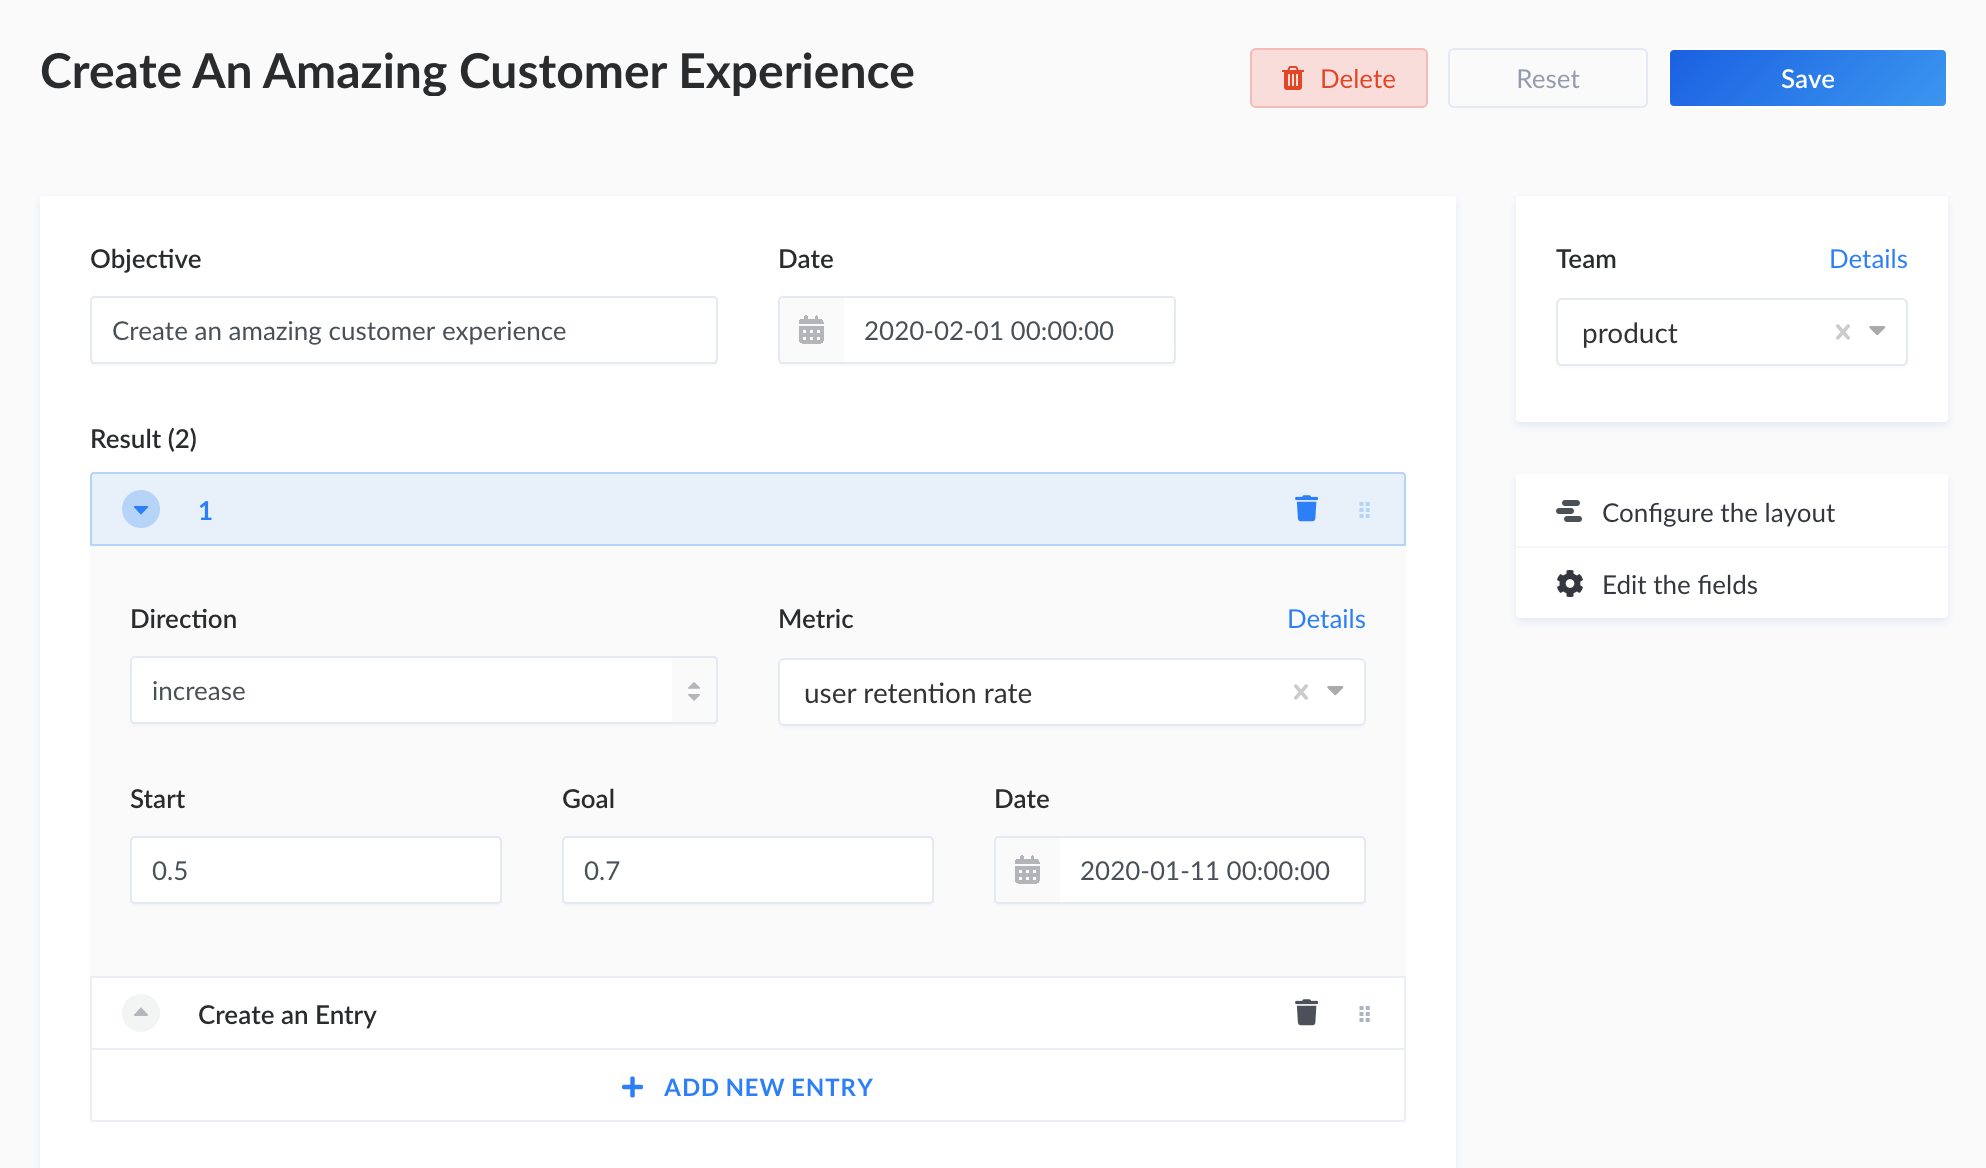 Create An Amazing Customer Experience
Delete
Reset
Save
Objective
Date
Create an amazing customer experience
2020-02-01 00:00:00
Team
Details
product
Result (2)
1
Configure the layout
Edit the fields
Direction
Metric
Details
increase
user retention rate
Start
Goal
Date
0.5
0.7
2020-01-11 00:00:00
Create an Entry
ADD NEW ENTRY